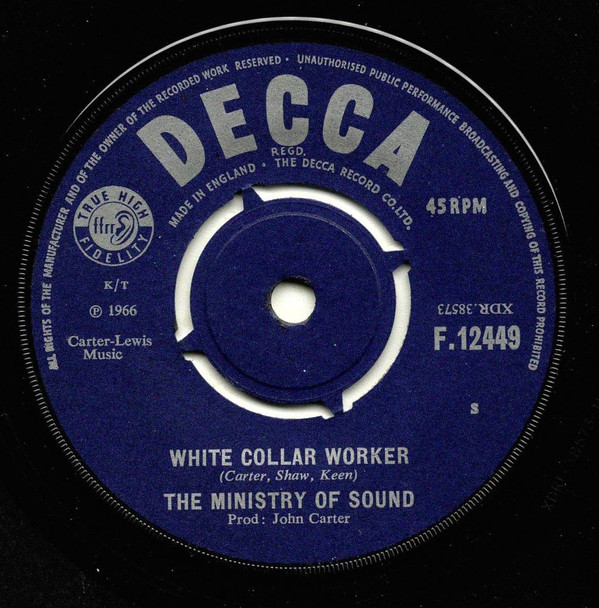 ALL RIGHTS OF THE MANUFACTURER AND OF THE OWNER OF THE RECORDED WORK RESERVED • UNAUTHORISED PUBLIC PERFORMANCE BROADCASTING AND COPYING OF THIS RECORD PROHIBITED
DECCA
REGD.
MADE IN ENGLAND • THE DECCA RECORD CO. LTD.
TRUE HIGH
ffrr
FIDELITY
45 RPM
K/T
℗ 1966
XDR.38573
Carter-Lewis
Music
F.12449
S
WHITE COLLAR WORKER
(Carter, Shaw, Keen)
THE MINISTRY OF SOUND
Prod: John Carter